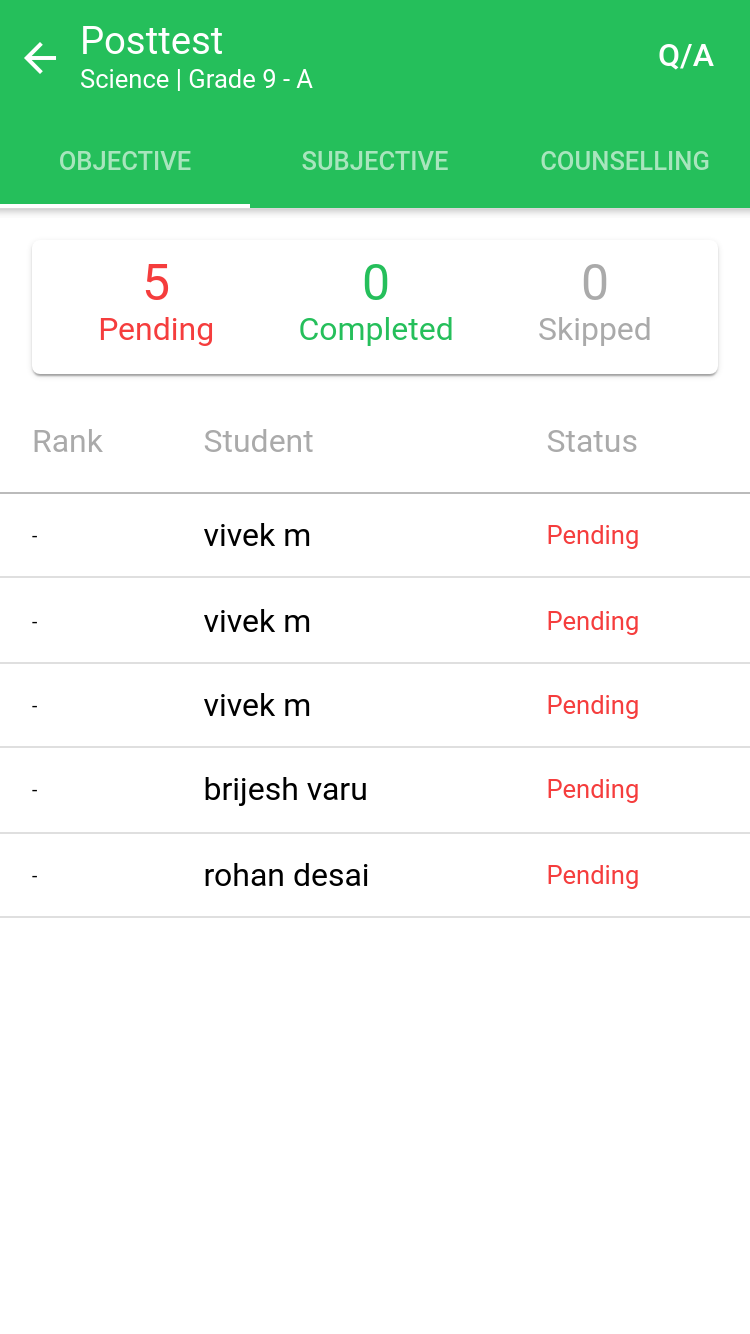 Posttest
Science | Grade 9 - A
Q/A
OBJECTIVE SUBJECTIVE COUNSELLING
5 0 0
Pending Completed Skipped
Rank Student Status
- vivek m Pending
- vivek m Pending
- vivek m Pending
- brijesh varu Pending
- rohan desai Pending